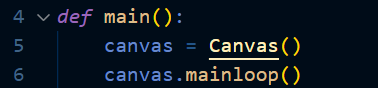 4 def main():
5     canvas = Canvas()
6     canvas.mainloop()